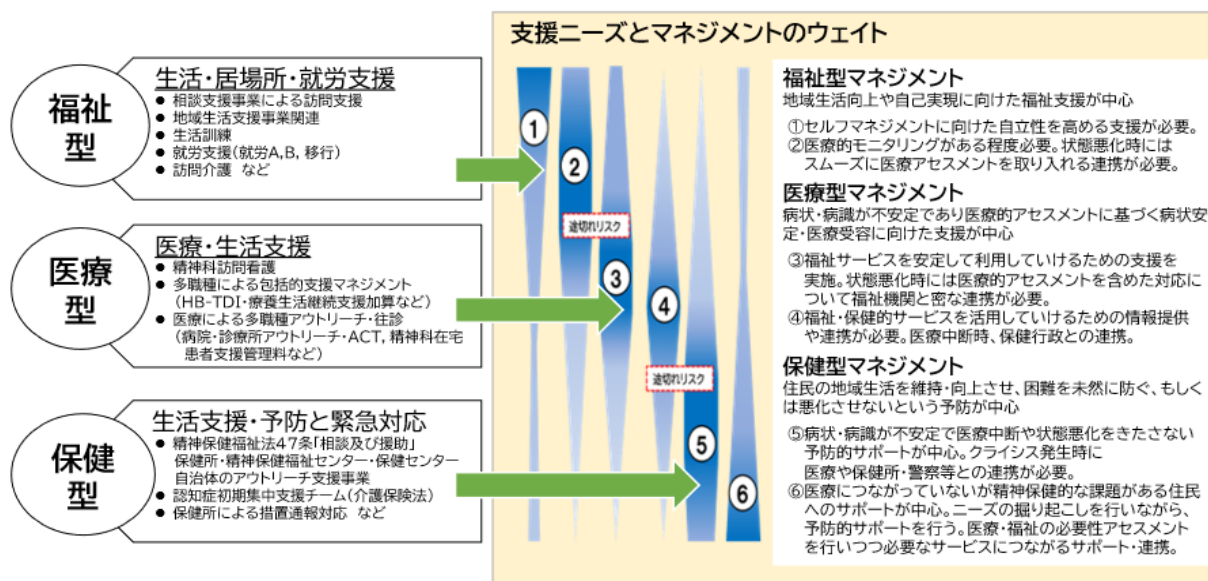 支援ニーズとマネジメントのウェイト
福祉
型
生活・居場所・就労支援
● 相談支援事業による訪問支援
● 地域生活支援事業関連
● 生活訓練
● 就労支援(就労A,B, 移行)
● 訪問介護 など
医療
型
医療・生活支援
● 精神科訪問看護
● 多職種による包括的支援マネジメント
(HB-TDI・療養生活継続支援加算など)
● 医療による多職種アウトリーチ・往診
(病院・診療所アウトリーチ・ACT, 精神科在宅
患者支援管理料など)
保健
型
生活支援・予防と緊急対応
● 精神保健福祉法47条「相談及び援助」
保健所・精神保健福祉センター・保健センター
自治体のアウトリーチ支援事業
● 認知症初期集中支援チーム(介護保険法)
● 保健所による措置通報対応 など
①
②
途切れリスク
③
④
途切れリスク
⑤
⑥
福祉型マネジメント
地域生活向上や自己実現に向けた福祉支援が中心
①セルフマネジメントに向けた自立性を高める支援が必要。
②医療的モニタリングがある程度必要。状態悪化時には
スムーズに医療アセスメントを取り入れる連携が必要。
医療型マネジメント
病状・病識が不安定であり医療的アセスメントに基づく病状安
定・医療受容に向けた支援が中心
③福祉サービスを安定して利用していけるための支援を
実施。状態悪化時には医療的アセスメントを含めた対応に
ついて福祉機関と密な連携が必要。
④福祉・保健的サービスを活用していけるための情報提供
や連携が必要。医療中断時、保健行政との連携。
保健型マネジメント
住民の地域生活を維持・向上させ、困難を未然に防ぐ、もしく
は悪化させないという予防が中心
⑤病状・病識が不安定で医療中断や状態悪化をきたさない
予防的サポートが中心。クライシス発生時に
医療や保健所・警察等との連携が必要。
⑥医療につながっていないが精神保健的な課題がある住民
へのサポートが中心。ニーズの掘り起こしを行いながら、
予防的サポートを行う。医療・福祉の必要性アセスメント
を行いつつ必要なサービスにつながるサポート・連携。